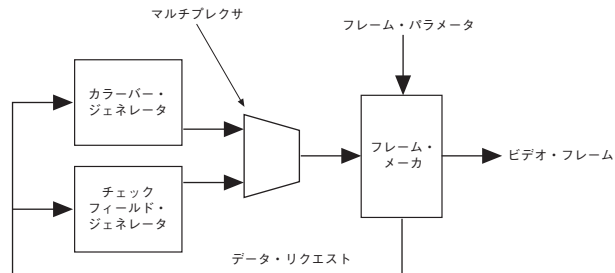 マルチプレクサ
フレーム・パラメータ
カラーバー・
ジェネレータ
フレーム・
メーカ
ビデオ・フレーム
チェック
フィールド・
ジェネレータ
データ・リクエスト